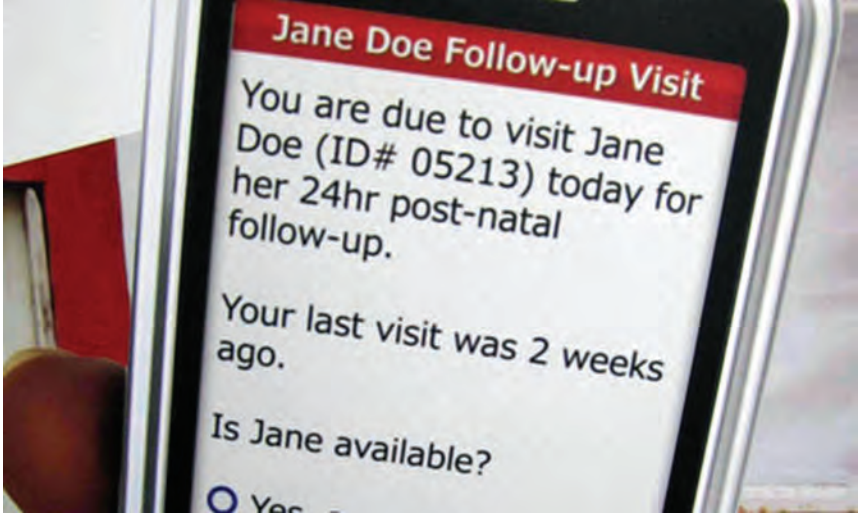 Jane Doe Follow-up Visit
You are due to visit Jane
Doe (ID# 05213) today for
her 24hr post-natal
follow-up.
Your last visit was 2 weeks
ago.
Is Jane available?
Yes